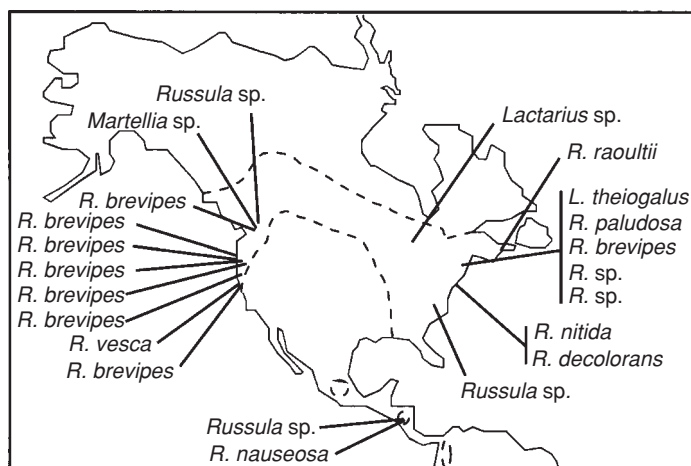 Russula sp.
Martellia sp.
R. brevipes
R. brevipes
R. brevipes
R. brevipes
R. brevipes
R. brevipes
R. vesca
R. brevipes
Russula sp.
R. nauseosa
Lactarius sp.
R. raoultii
L. theiogalus
R. paludosa
R. brevipes
R. sp.
R. sp.
R. nitida
R. decolorans
Russula sp.